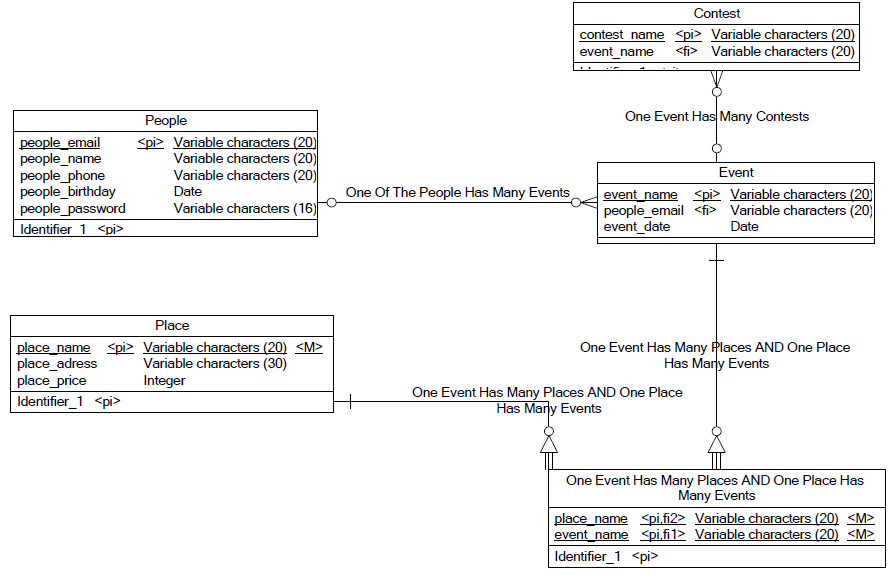 Contest
contest_name <pi> Variable characters (20)
event_name <fi> Variable characters (20)
One Event Has Many Contests
People
people_email <pi> Variable characters (20)
people_name Variable characters (20)
people_phone Variable characters (20)
people_birthday Date
people_password Variable characters (16)
Identifier_1 <pi>
One Of The People Has Many Events
Event
event_name <pi> Variable characters (20)
people_email <fi> Variable characters (20)
event_date Date
Place
place_name <pi> Variable characters (20) <M>
place_adress Variable characters (30)
place_price Integer
Identifier_1 <pi>
One Event Has Many Places AND One Place
Has Many Events
One Event Has Many Places AND One Place
Has Many Events
One Event Has Many Places AND One Place Has
Many Events
place_name <pi,fi2> Variable characters (20) <M>
event_name <pi,fi1> Variable characters (20) <M>
Identifier_1 <pi>